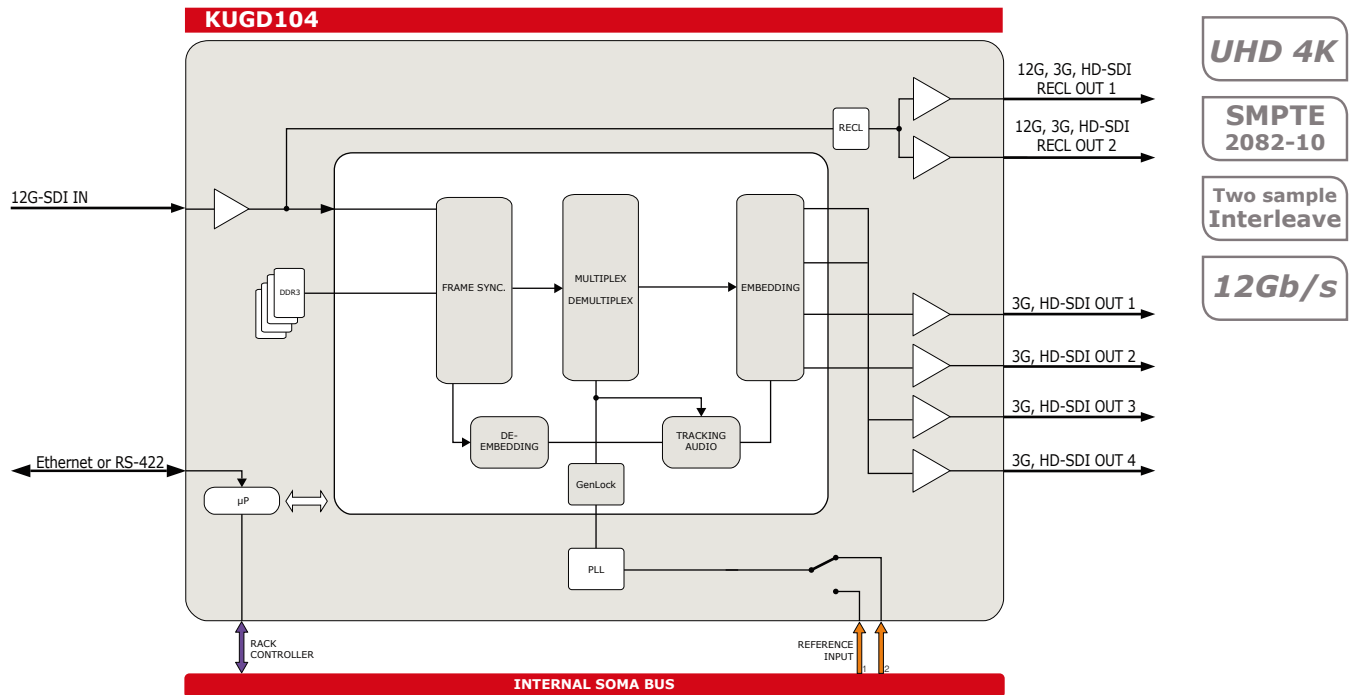 KUGD104
UHD 4K
SMPTE
2082-10
Two sample
Interleave
12Gb/s
12G, 3G, HD-SDI
RECL OUT 1
12G, 3G, HD-SDI
RECL OUT 2
RECL
12G-SDI IN
DDR3
FRAME SYNC.
MULTIPLEX
DEMULTIPLEX
EMBEDDING
3G, HD-SDI OUT 1
3G, HD-SDI OUT 2
3G, HD-SDI OUT 3
3G, HD-SDI OUT 4
DE-
EMBEDDING
TRACKING
AUDIO
Ethernet or RS-422
µP
GenLock
PLL
RACK
CONTROLLER
REFERENCE
INPUT
1
2
INTERNAL SOMA BUS